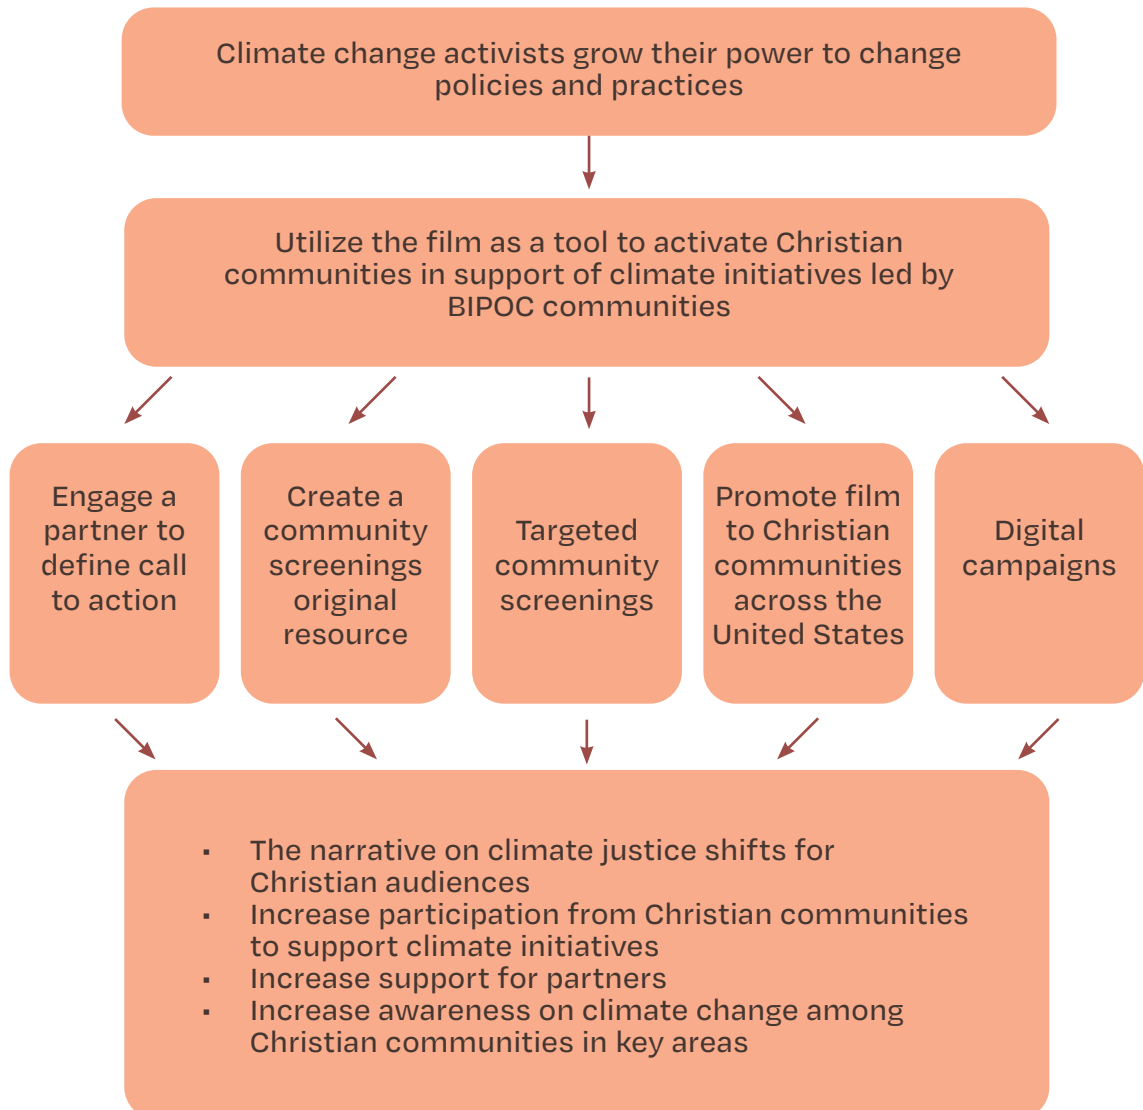 Climate change activists grow their power to change
policies and practices
Utilize the film as a tool to activate Christian
communities in support of climate initiatives led by
BIPOC communities
Engage a
partner to
define call
to action
Create a
community
screenings
original
resource
Targeted
community
screenings
Promote film
to Christian
communities
across the
United States
Digital
campaigns
▪ The narrative on climate justice shifts for
Christian audiences
▪ Increase participation from Christian communities
to support climate initiatives
▪ Increase support for partners
▪ Increase awareness on climate change among
Christian communities in key areas